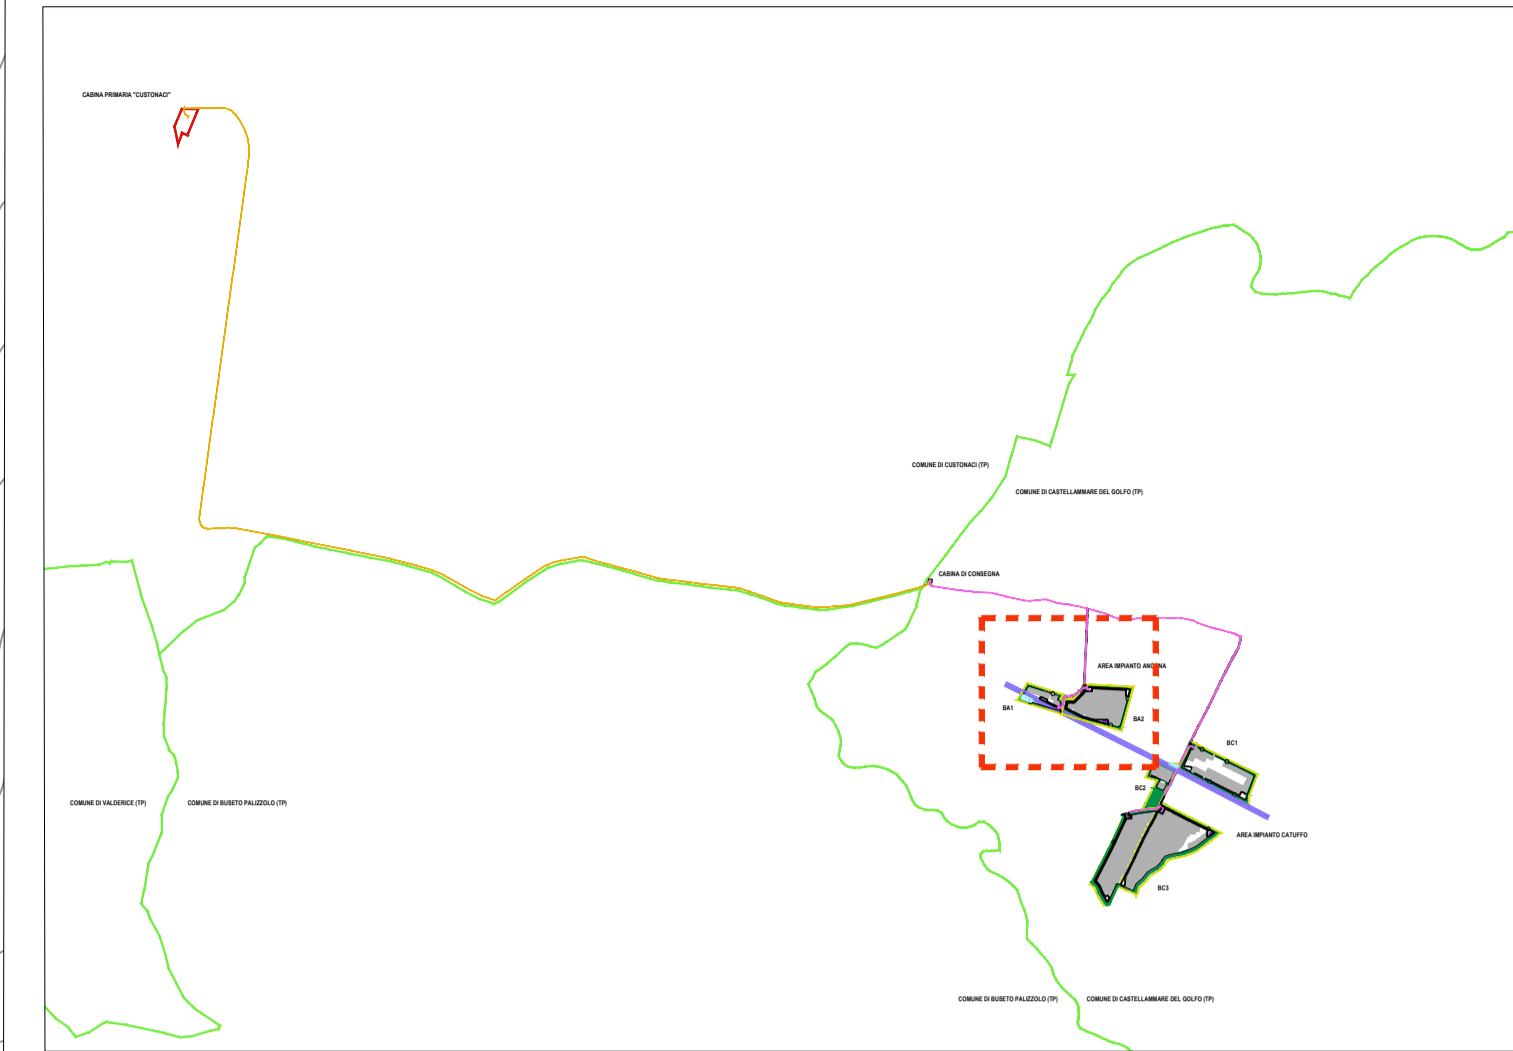 CABINA PRIMARIA "CUSTONACI"
COMUNE DI CUSTONACI (TP)
COMUNE DI CASTELLAMMARE DEL GOLFO (TP)
CABINA DI CONSEGNA
AREA IMPIANTO
BA1
BA2
BC1
BC2
COMUNE DI VALDERICE (TP)
COMUNE DI BUSETO PALIZZOLO (TP)
AREA IMPIANTO CATUFFO
BC3
COMUNE DI BUSETO PALIZZOLO (TP)
COMUNE DI CASTELLAMMARE DEL GOLFO (TP)